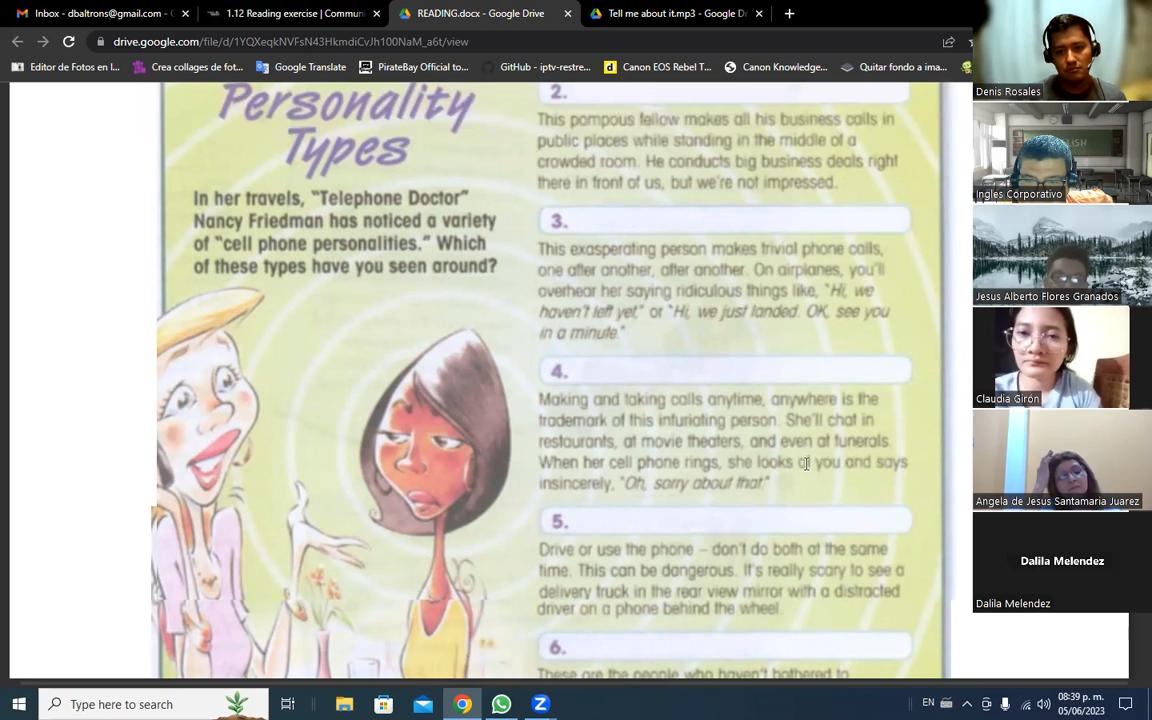 Inbox - dbaltrons@gmail.com -
1.12 Reading exercise | Commun
READING.docx - Google Drive
Tell me about it.mp3 - Google D
drive.google.com/file/d/1YQXeqkNVFsN43HkmdiCvJh100NaM_a6t/view
Editor de Fotos en l...
Crea collages de fot...
Google Translate
PirateBay Official to...
GitHub - iptv-restre...
Canon EOS Rebel T...
Canon Knowledge...
Quitar fondo a ima...
Personality
Types
In her travels, “Telephone Doctor”
Nancy Friedman has noticed a variety
of “cell phone personalities.” Which
of these types have you seen around?
2.
This pompous fellow makes all his business calls in
public places while standing in the middle of a
crowded room. He conducts big business deals right
there in front of us, but we're not impressed.
3.
This exasperating person makes trivial phone calls,
one after another, after another. On airplanes, you'll
overhear her saying ridiculous things like, “Hi, we
haven't left yet,” or “Hi, we just landed. OK, see you
in a minute.”
4.
Making and taking calls anytime, anywhere is the
trademark of this infuriating person. She'll chat in
restaurants, at movie theaters, and even at funerals.
When her cell phone rings, she looks at you and says
insincerely, “Oh, sorry about that.”
5.
Drive or use the phone – don't do both at the same
time. This can be dangerous. It's really scary to see a
delivery truck in the rear view mirror with a distracted
driver on a phone behind the wheel.
6.
These are the people who haven't bothered to
Denis Rosales
Ingles Corporativo
Jesus Alberto Flores Granados
Claudia Girón
Angela de Jesus Santamaria Juarez
Dalila Melendez
Dalila Melendez
Type here to search
EN
08:39 p. m.
05/06/2023